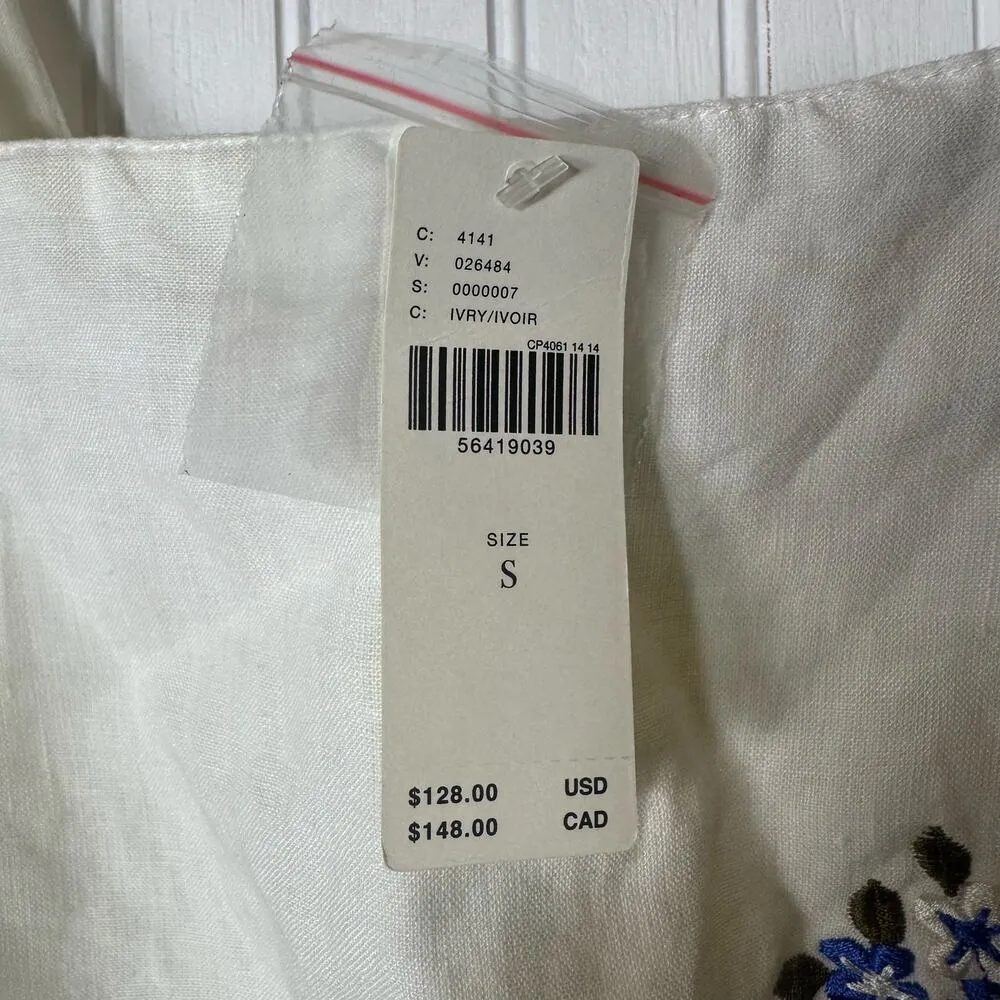 C: 4141
V: 026484
S: 0000007
C: IVRY/IVOIR
CP4061 14 14
56419039
SIZE
S
$128.00 USD
$148.00 CAD